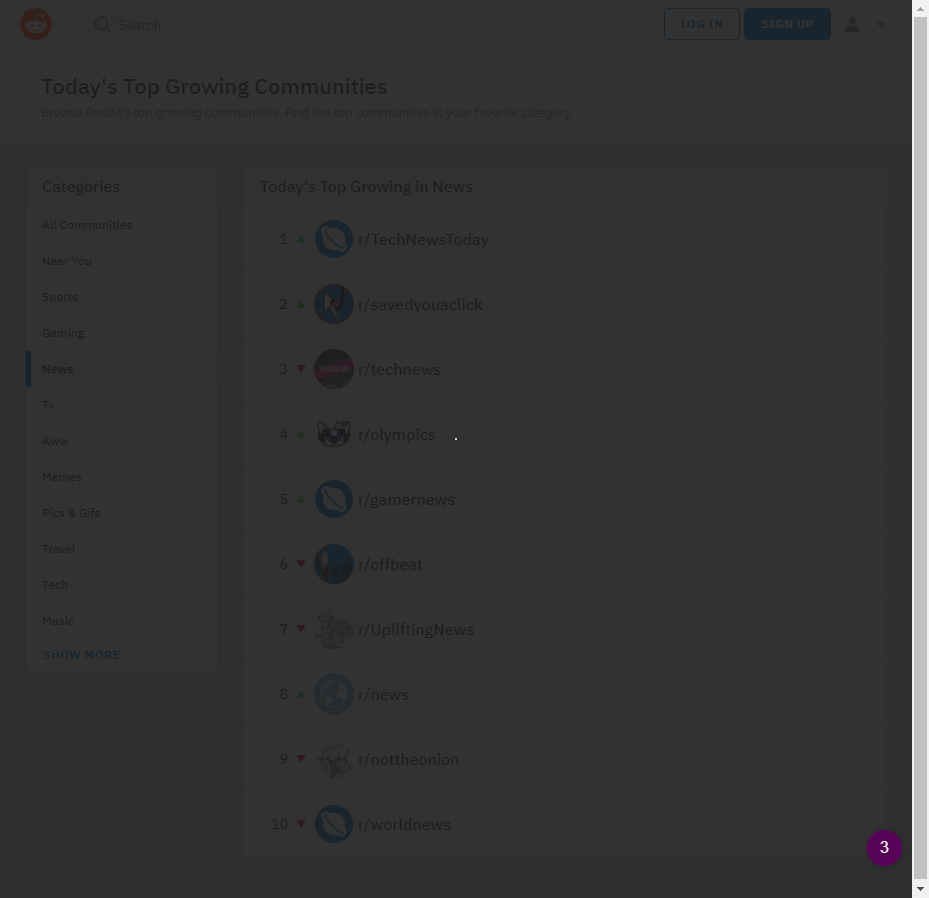 Search
LOG IN
SIGN UP
Today's Top Growing Communities
Browse Reddit's top growing communities. Find the top communities in your favorite category.
Categories
All Communities
Near You
Sports
Gaming
News
Tv
Aww
Memes
Pics & Gifs
Travel
Tech
Music
SHOW MORE
Today's Top Growing in News
1 r/TechNewsToday
2 r/savedyouaclick
3 r/technews
4 r/olympics
5 r/gamernews
6 r/offbeat
7 r/UpliftingNews
8 r/news
9 r/nottheonion
10 r/worldnews
3